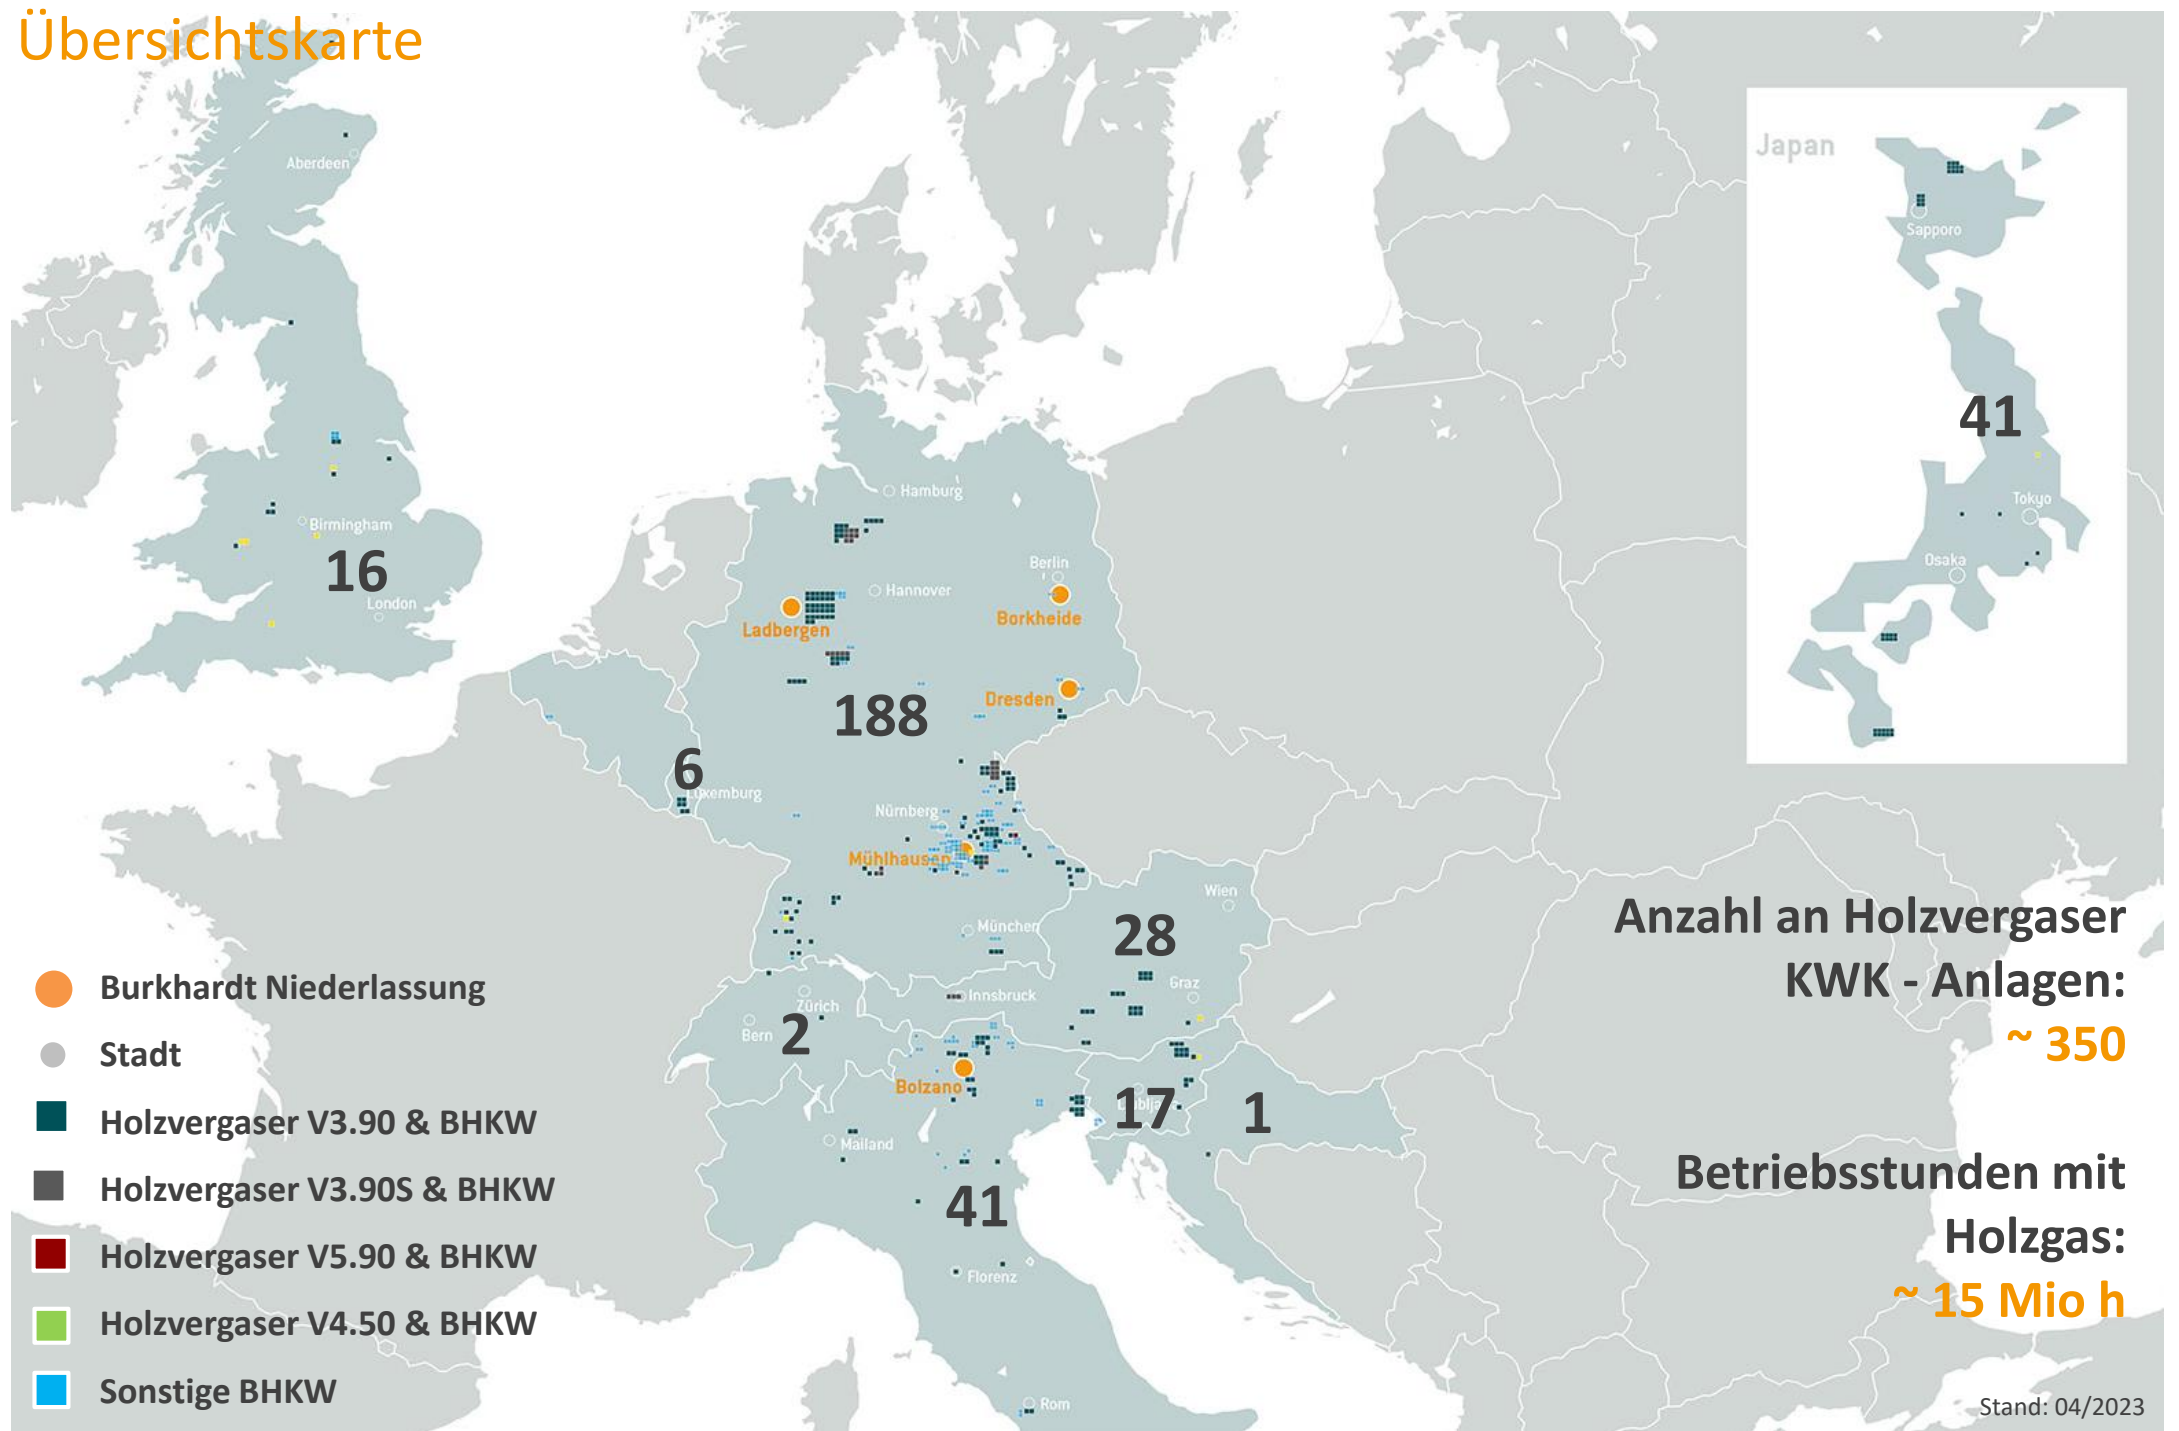 Übersichtskarte
Aberdeen
Birmingham
16
London
Japan
Sapporo
41
Tokyo
Osaka
Hamburg
Hannover
Berlin
Borkheide
Ladbergen
Dresden
188
6
Luxemburg
Nürnberg
Mühlhausen
München
Wien
28
Graz
Innsbruck
Zürich
Bern
2
Bolzano
17
Ljubljana
1
Mailand
41
Florenz
Rom
Burkhardt Niederlassung
Stadt
Holzvergaser V3.90 & BHKW
Holzvergaser V3.90S & BHKW
Holzvergaser V5.90 & BHKW
Holzvergaser V4.50 & BHKW
Sonstige BHKW
Anzahl an Holzvergaser
KWK - Anlagen:
~ 350
Betriebsstunden mit
Holzgas:
~ 15 Mio h
Stand: 04/2023